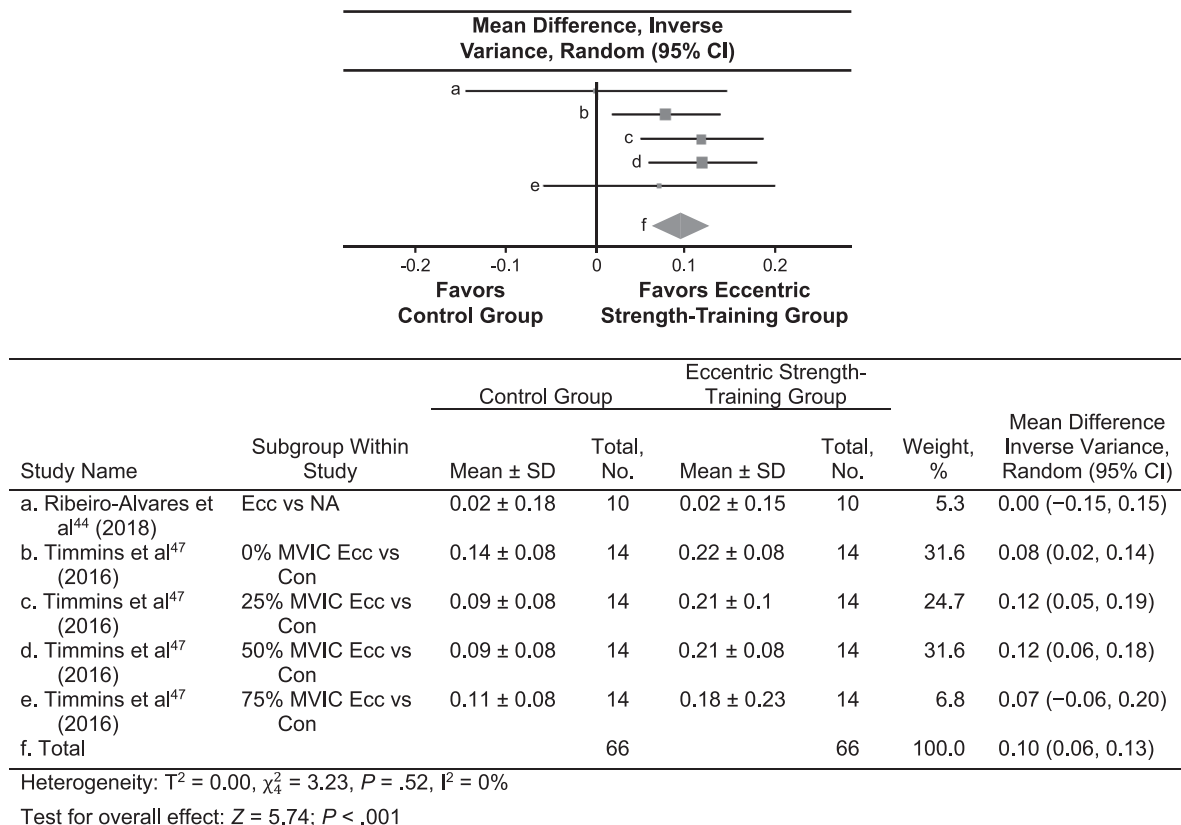 Mean Difference, Inverse
Variance, Random (95% CI)
a
b
c
d
e
f
-0.2 -0.1 0 0.1 0.2
Favors Favors Eccentric
Control Group Strength-Training Group
Eccentric Strength-
Control Group Training Group
Mean Difference
Subgroup Within Total, Total, Weight, Inverse Variance,
Study Name Study Mean ± SD No. Mean ± SD No. % Random (95% CI)
a. Ribeiro-Alvares et Ecc vs NA 0.02 ± 0.18 10 0.02 ± 0.15 10 5.3 0.00 (−0.15, 0.15)
al⁴⁴ (2018)
b. Timmins et al⁴⁷ 0% MVIC Ecc vs 0.14 ± 0.08 14 0.22 ± 0.08 14 31.6 0.08 (0.02, 0.14)
(2016) Con
c. Timmins et al⁴⁷ 25% MVIC Ecc vs 0.09 ± 0.08 14 0.21 ± 0.1 14 24.7 0.12 (0.05, 0.19)
(2016) Con
d. Timmins et al⁴⁷ 50% MVIC Ecc vs 0.09 ± 0.08 14 0.21 ± 0.08 14 31.6 0.12 (0.06, 0.18)
(2016) Con
e. Timmins et al⁴⁷ 75% MVIC Ecc vs 0.11 ± 0.08 14 0.18 ± 0.23 14 6.8 0.07 (−0.06, 0.20)
(2016) Con
f. Total 66 66 100.0 0.10 (0.06, 0.13)
Heterogeneity: T² = 0.00, χ²₄ = 3.23, P = .52, I² = 0%
Test for overall effect: Z = 5.74; P < .001